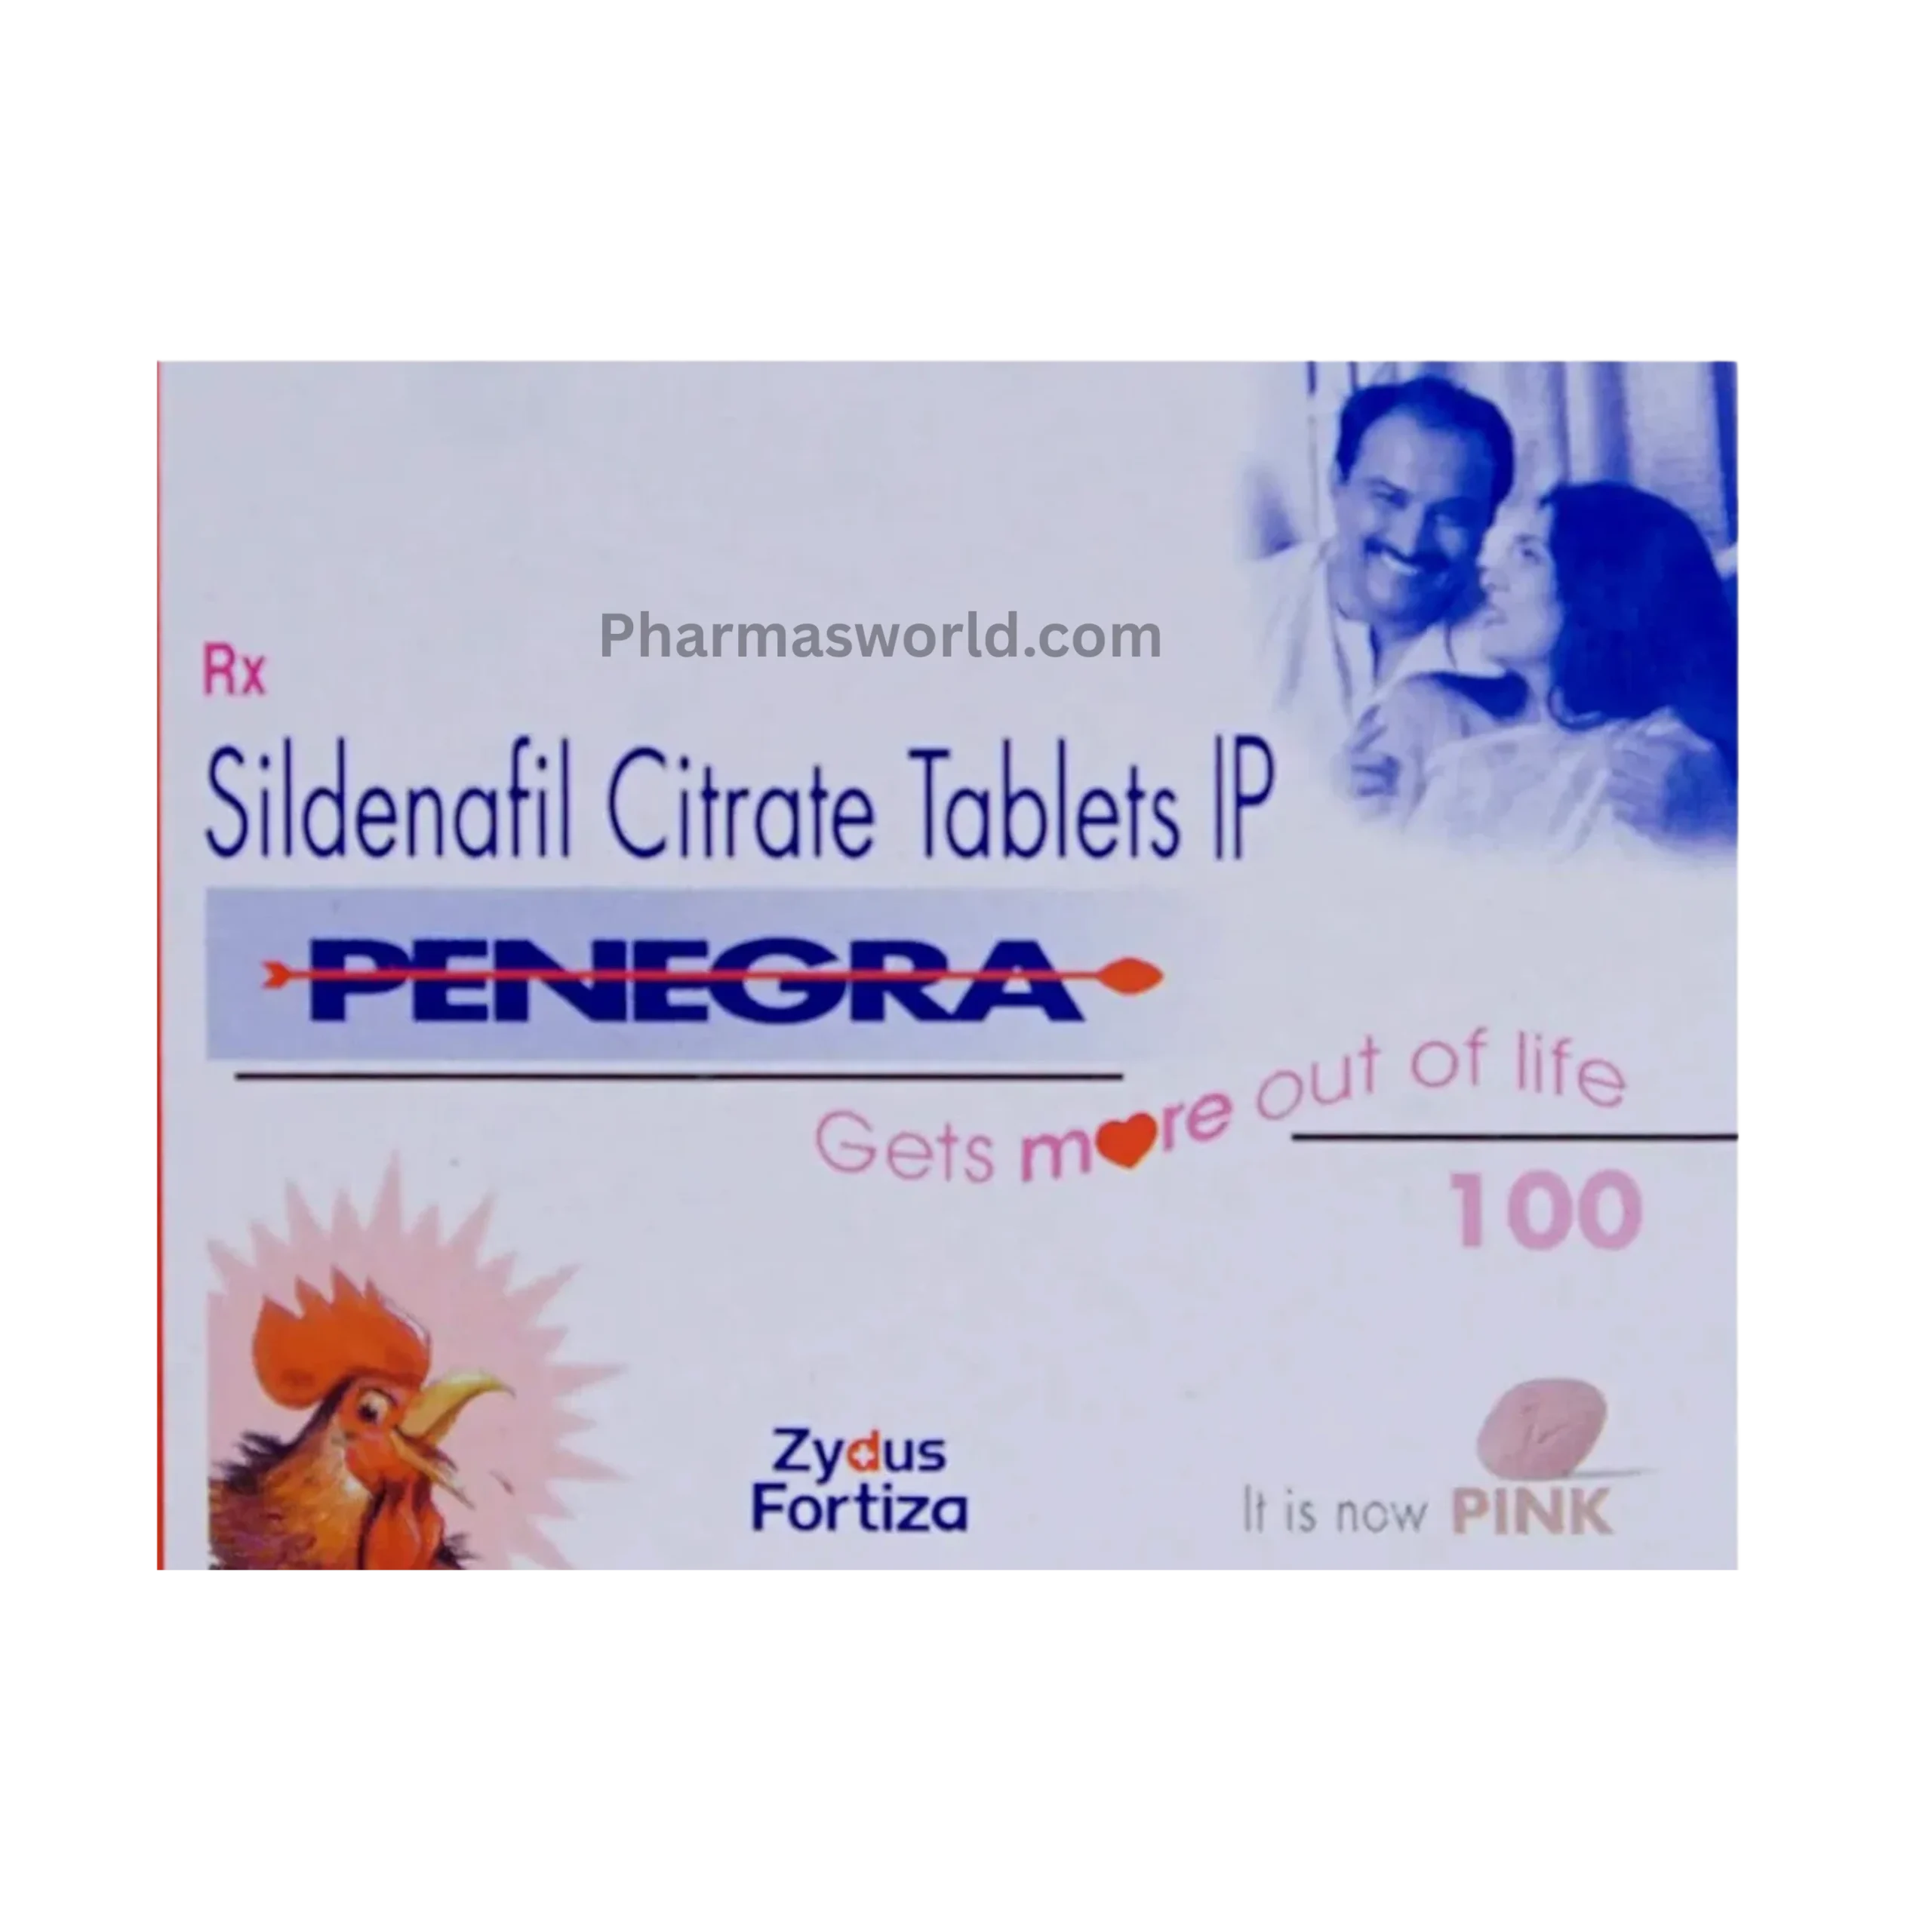 Pharmasworld.com
Rx
Sildenafil Citrate Tablets IP
PENEGRA
Gets more out of life
100
Zydus
Fortiza
It is now PINK